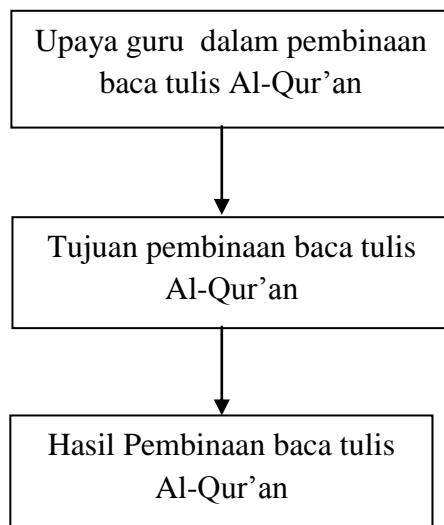 Upaya guru  dalam pembinaan
baca tulis Al-Qur’an
Tujuan pembinaan baca tulis
Al-Qur’an
Hasil Pembinaan baca tulis
Al-Qur’an